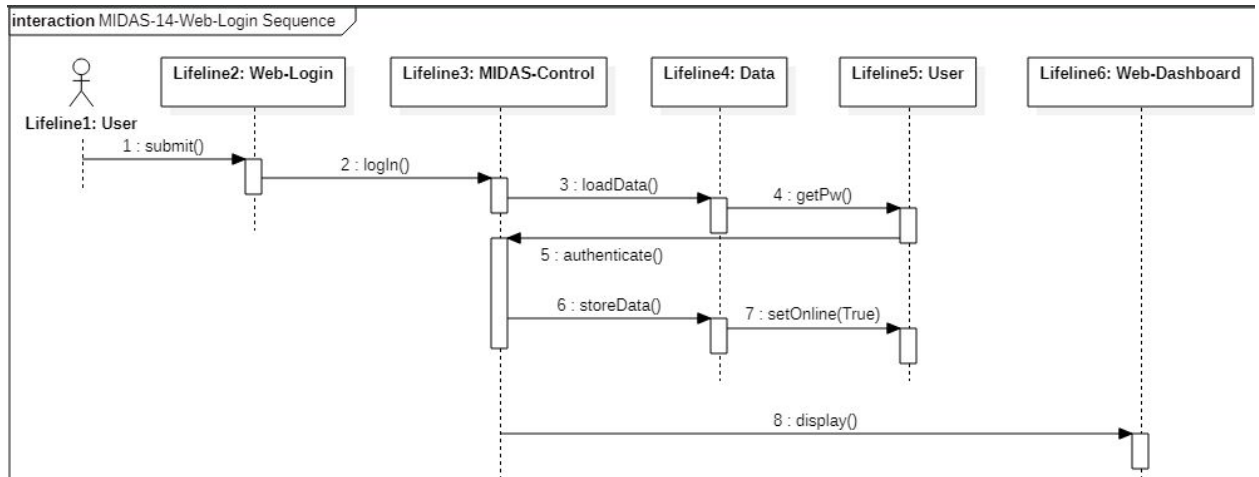 interaction MIDAS-14-Web-Login Sequence
Lifeline2: Web-Login
Lifeline3: MIDAS-Control
Lifeline4: Data
Lifeline5: User
Lifeline6: Web-Dashboard
Lifeline1: User
1 : submit()
2 : logIn()
3 : loadData()
4 : getPw()
5 : authenticate()
6 : storeData()
7 : setOnline(True)
8 : display()